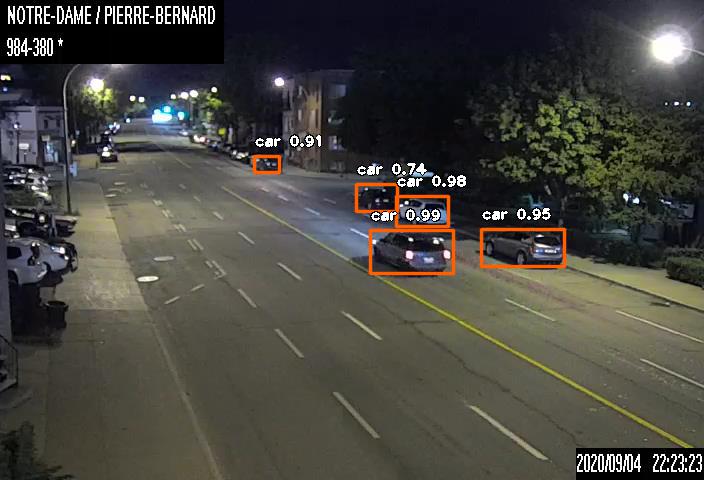 NOTRE-DAME / PIERRE-BERNARD
984-380 *
car 0.91
car 0.74
car 0.98
car 0.99
car 0.95
2020/09/04 22:23:23